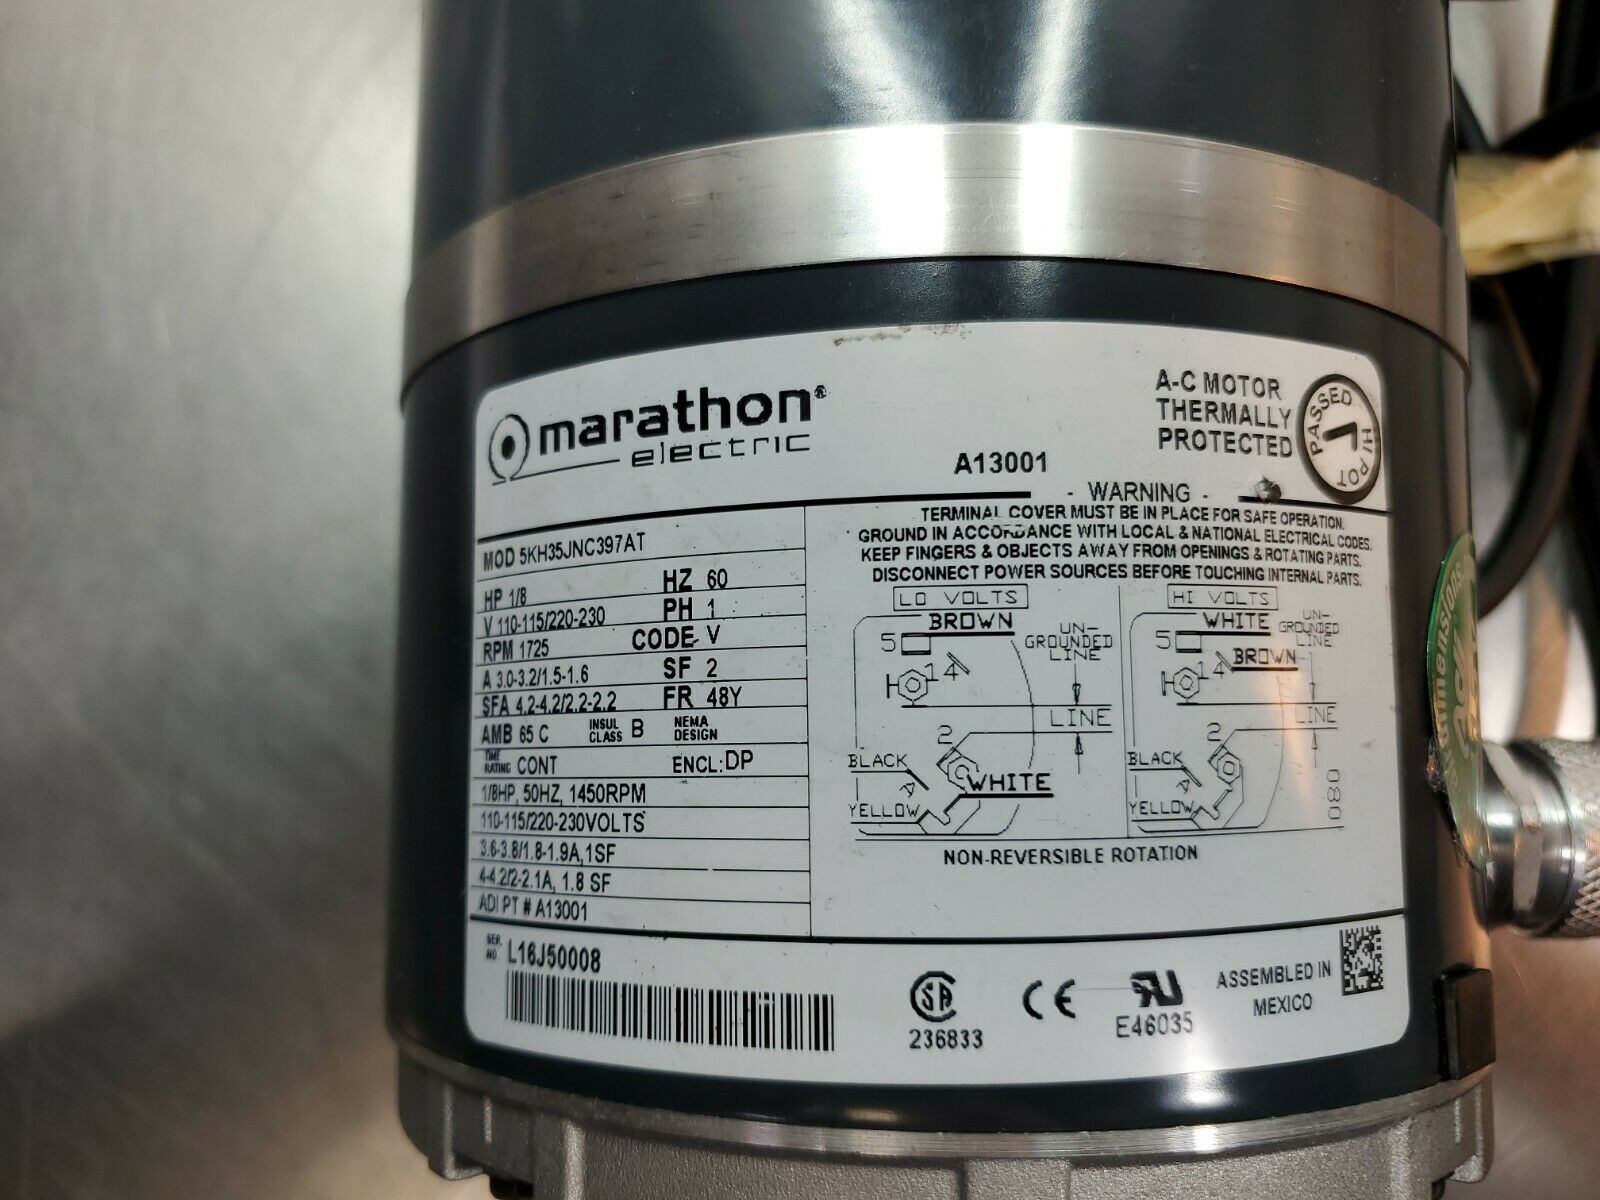 marathon®
electric
A-C MOTOR
THERMALLY
PROTECTED
PASSED
HI POT
A13001
- WARNING -
TERMINAL COVER MUST BE IN PLACE FOR SAFE OPERATION.
GROUND IN ACCORDANCE WITH LOCAL & NATIONAL ELECTRICAL CODES.
KEEP FINGERS & OBJECTS AWAY FROM OPENINGS & ROTATING PARTS.
DISCONNECT POWER SOURCES BEFORE TOUCHING INTERNAL PARTS.
MOD 5KH35JNC397AT
HP 1/8 HZ 60
V 110-115/220-230 PH 1
RPM 1725 CODE V
A 3.0-3.2/1.5-1.6 SF 2
SFA 4.2-4.2/2.2-2.2 FR 48Y
AMB 65 C INSUL CLASS B NEMA DESIGN
TIME RATING CONT ENCL: DP
1/8HP, 50HZ, 1450RPM
110-115/220-230VOLTS
3.6-3.8/1.8-1.9A,1SF
4-4.2/2-2.1A, 1.8 SF
ADI PT # A13001
LO VOLTS
BROWN
5
14
UN-
GROUNDED
LINE
LINE
2
BLACK
WHITE
YELLOW
HI VOLTS
WHITE
5
14
BROWN
UN-
GROUNDED
LINE
LINE
2
BLACK
YELLOW
080
NON-REVERSIBLE ROTATION
SER. NO. L16J50008
CSA
236833
CE
E46035
ASSEMBLED IN
MEXICO